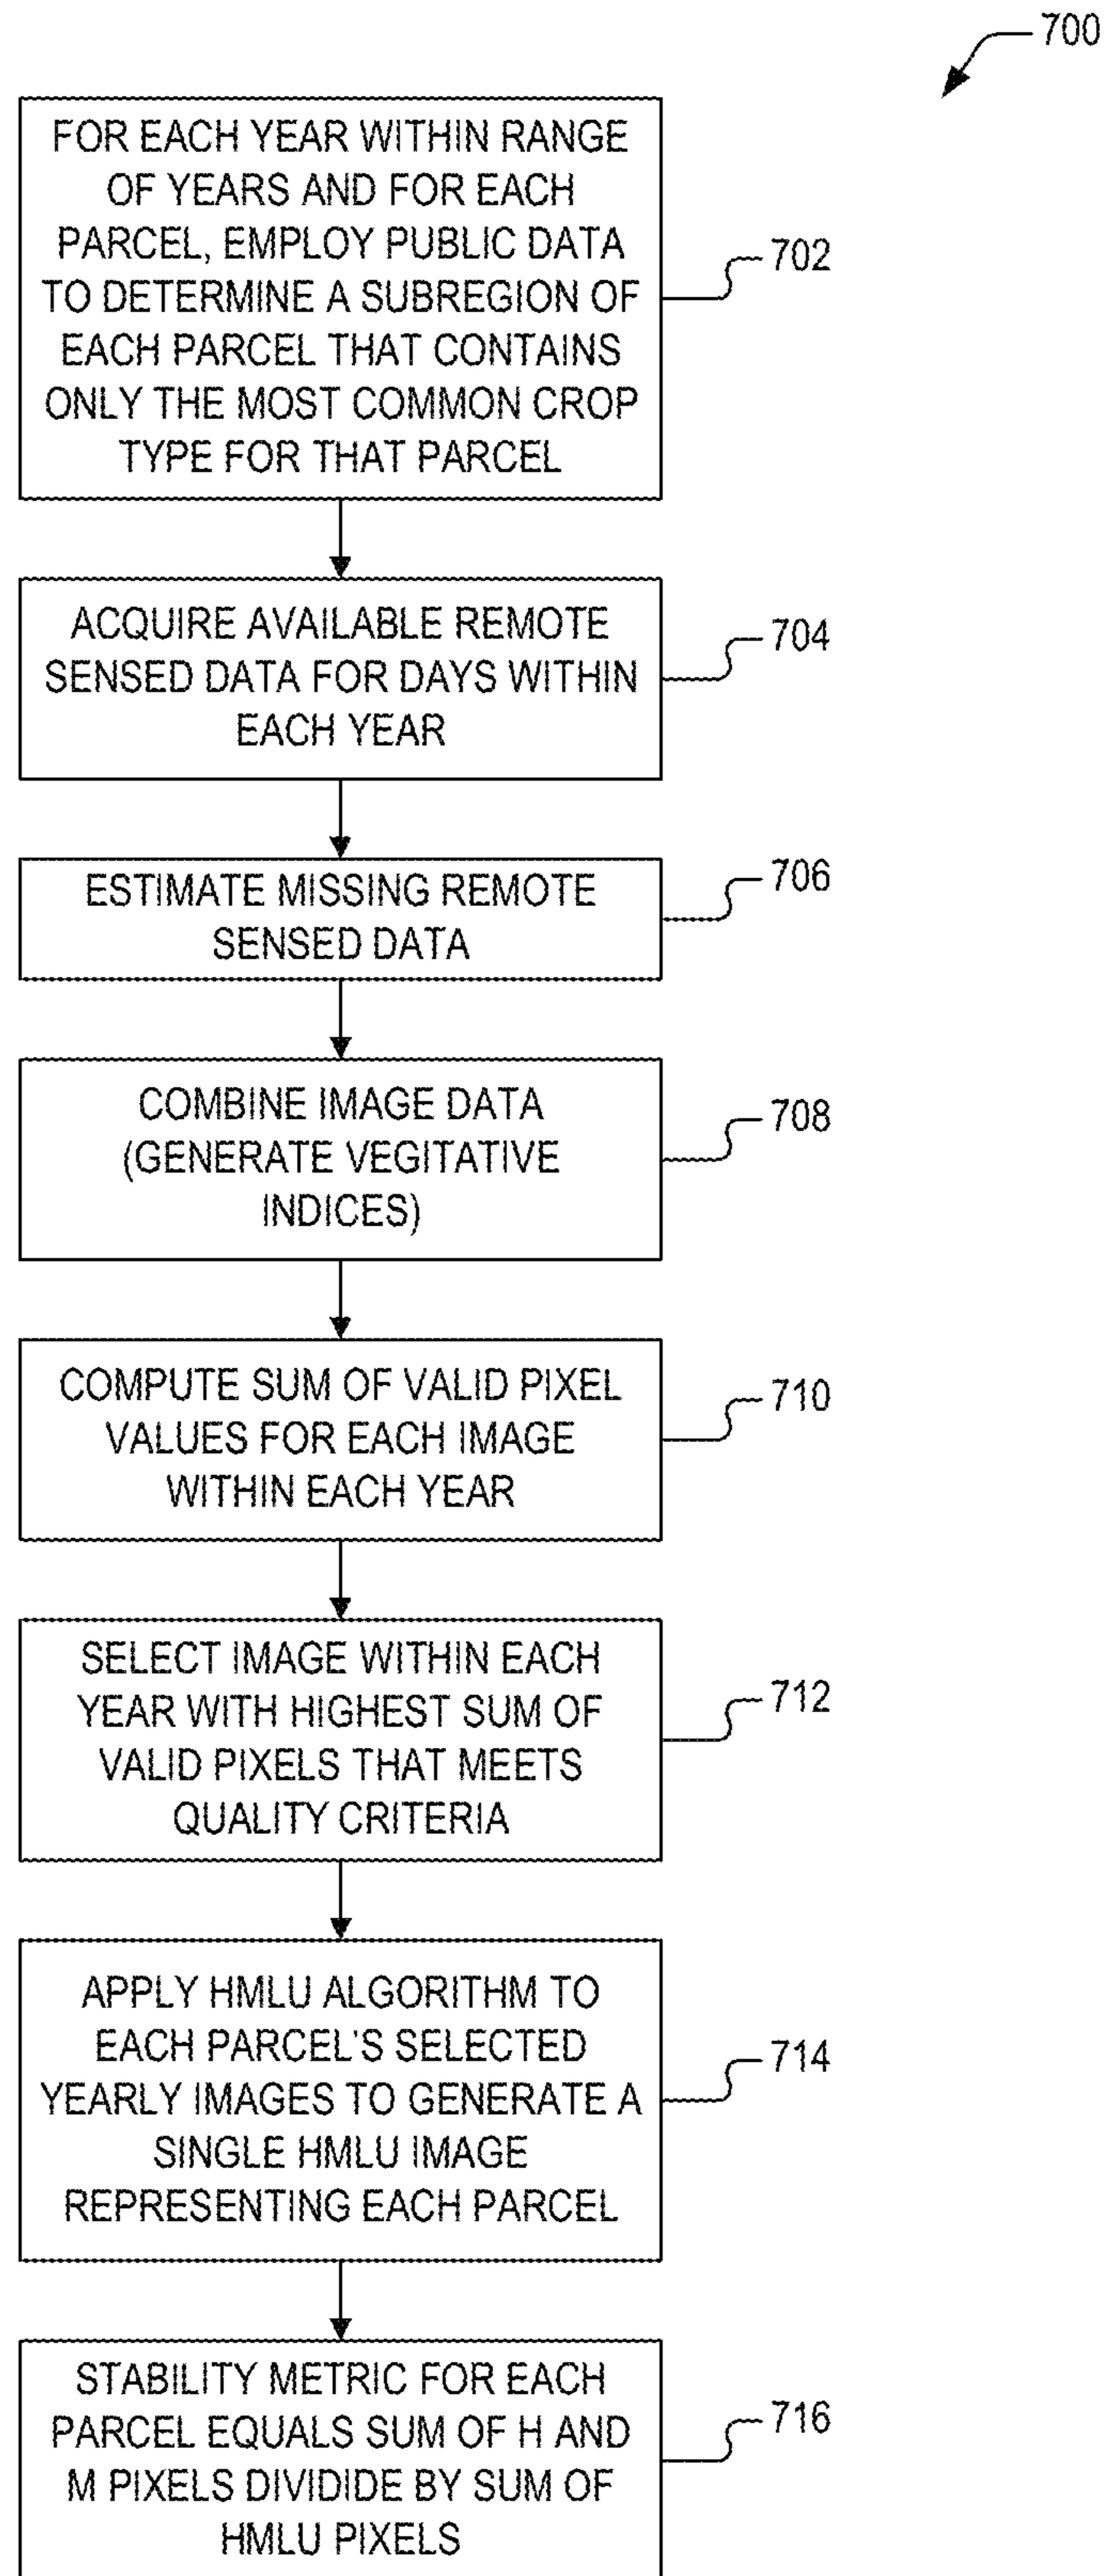 700
FOR EACH YEAR WITHIN RANGE
OF YEARS AND FOR EACH
PARCEL, EMPLOY PUBLIC DATA
TO DETERMINE A SUBREGION OF
EACH PARCEL THAT CONTAINS
ONLY THE MOST COMMON CROP
TYPE FOR THAT PARCEL
702
ACQUIRE AVAILABLE REMOTE
SENSED DATA FOR DAYS WITHIN
EACH YEAR
704
ESTIMATE MISSING REMOTE
SENSED DATA
706
COMBINE IMAGE DATA
(GENERATE VEGITATIVE
INDICES)
708
COMPUTE SUM OF VALID PIXEL
VALUES FOR EACH IMAGE
WITHIN EACH YEAR
710
SELECT IMAGE WITHIN EACH
YEAR WITH HIGHEST SUM OF
VALID PIXELS THAT MEETS
QUALITY CRITERIA
712
APPLY HMLU ALGORITHM TO
EACH PARCEL'S SELECTED
YEARLY IMAGES TO GENERATE A
SINGLE HMLU IMAGE
REPRESENTING EACH PARCEL
714
STABILITY METRIC FOR EACH
PARCEL EQUALS SUM OF H AND
M PIXELS DIVIDIDE BY SUM OF
HMLU PIXELS
716